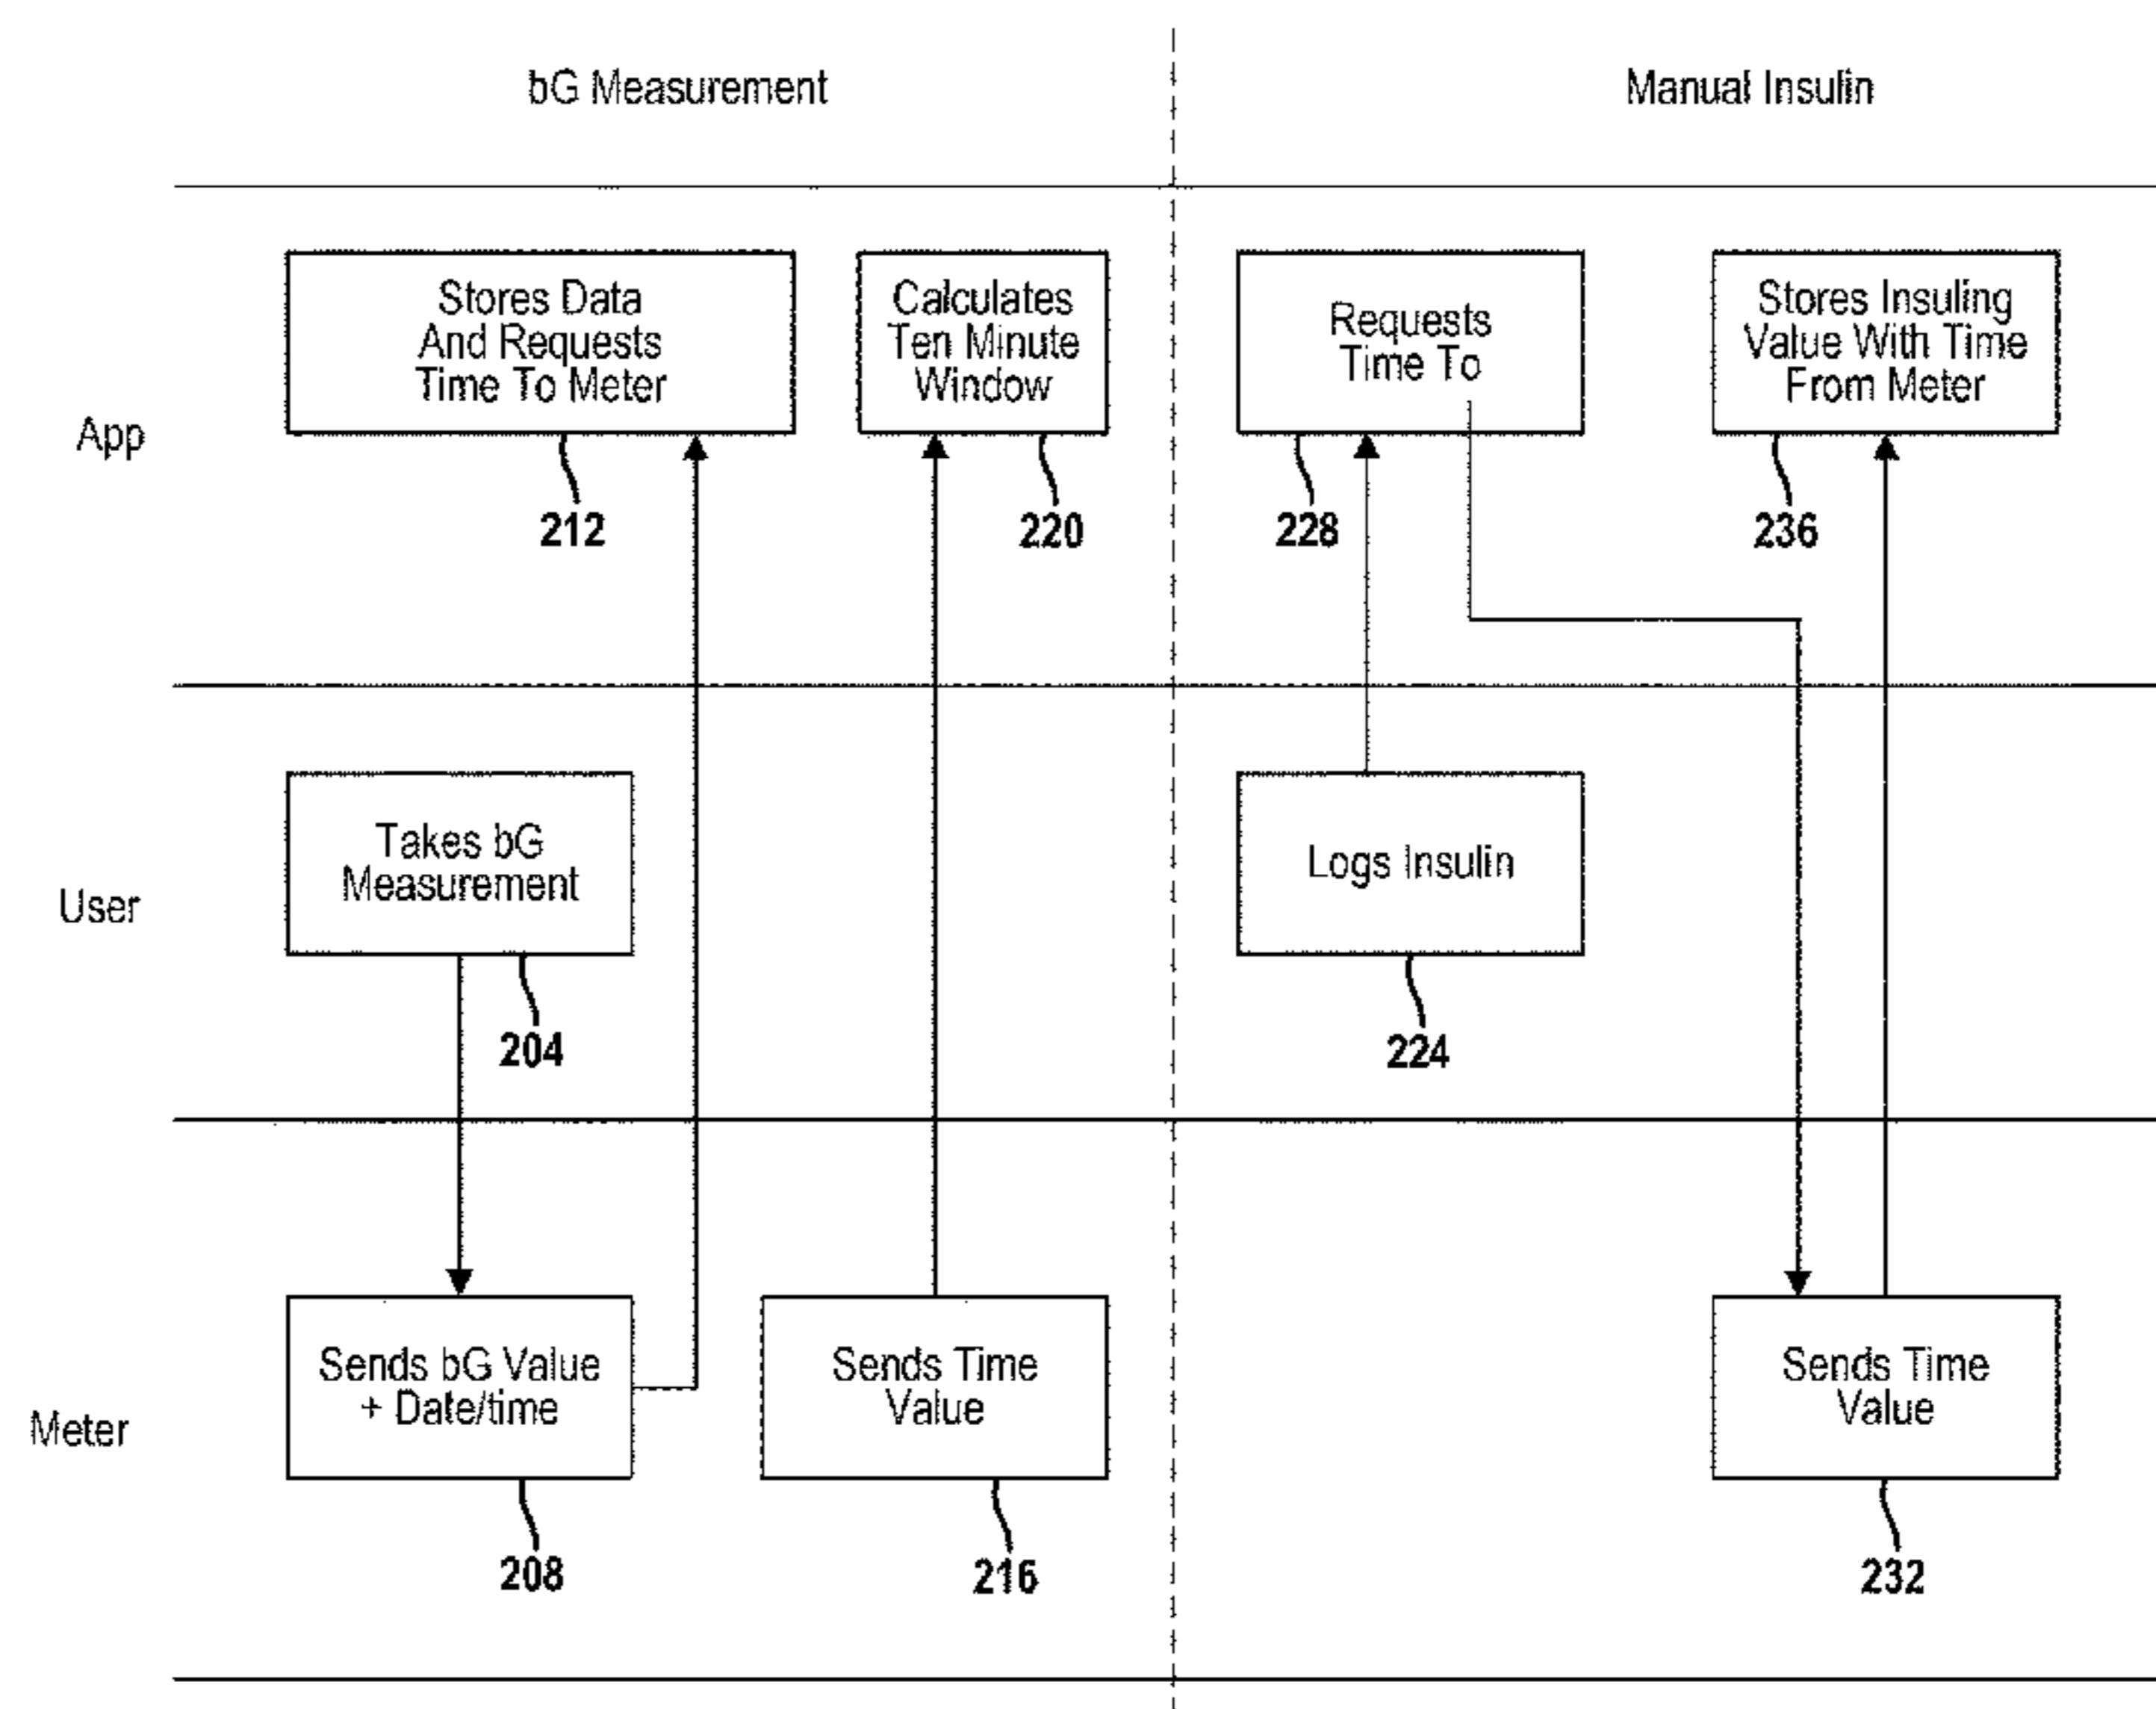 bG Measurement
Manual Insulin
App
Stores Data
And Requests
Time To Meter
212
Calculates
Ten Minute
Window
220
Requests
Time To
228
Stores Insuling
Value With Time
From Meter
236
User
Takes bG
Measurement
204
Logs Insulin
224
Meter
Sends bG Value
+ Date/time
208
Sends Time
Value
216
Sends Time
Value
232